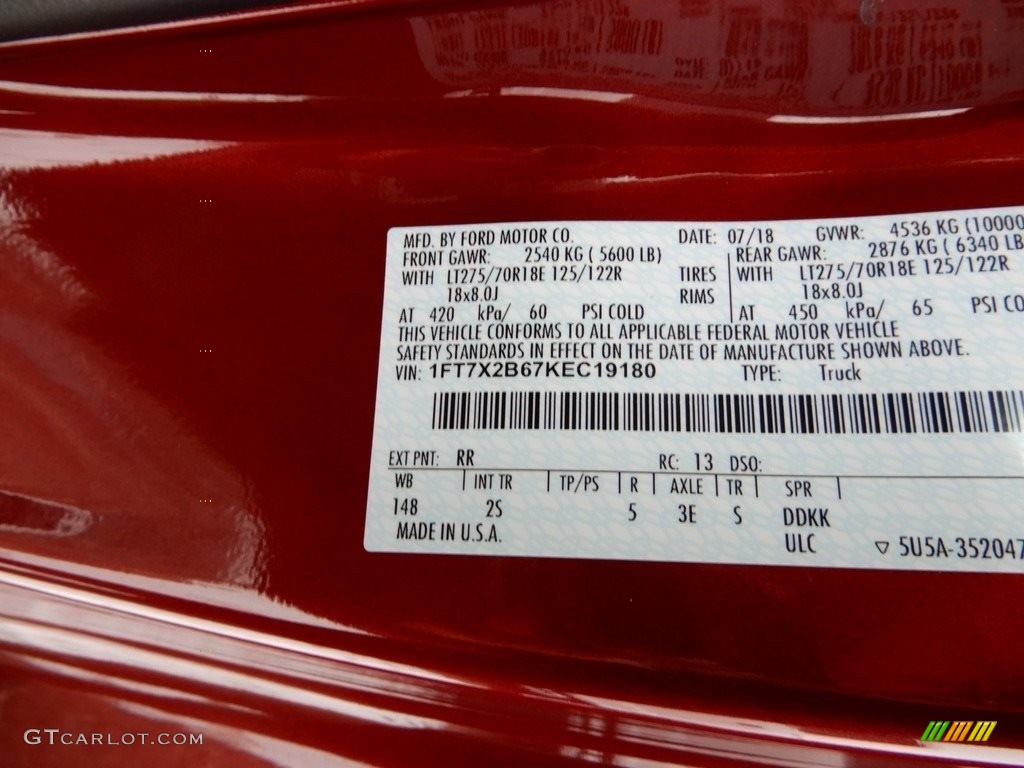 MFD. BY FORD MOTOR CO. DATE: 07/18 GVWR: 4536 KG (10000
FRONT GAWR: 2540 KG ( 5600 LB) REAR GAWR: 2876 KG ( 6340 LB
WITH LT275/70R18E 125/122R TIRES WITH LT275/70R18E 125/122R
18x8.0J RIMS 18x8.0J
AT 420 kPa/ 60 PSI COLD AT 450 kPa/ 65 PSI CO
THIS VEHICLE CONFORMS TO ALL APPLICABLE FEDERAL MOTOR VEHICLE
SAFETY STANDARDS IN EFFECT ON THE DATE OF MANUFACTURE SHOWN ABOVE.
VIN: 1FT7X2B67KEC19180 TYPE: Truck
EXT PNT: RR RC: 13 DSO:
WB INT TR TP/PS R AXLE TR SPR
148 2S 5 3E S DDKK
MADE IN U.S.A. ULC 5U5A-352047
GTCARLOT.COM